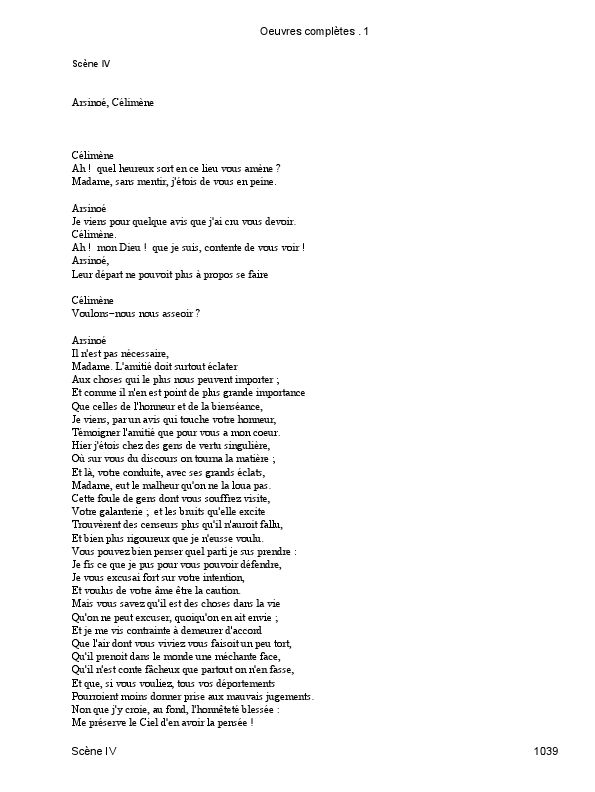 Oeuvres complètes . 1
Scène IV
Arsinoé, Célimène
Célimène
Ah !  quel heureux sort en ce lieu vous amène ?
Madame, sans mentir, j'étois de vous en peine.
Arsinoé
Je viens pour quelque avis que j'ai cru vous devoir.
Célimène.
Ah !  mon Dieu !  que je suis, contente de vous voir !
Arsinoé,
Leur départ ne pouvoit plus à propos se faire
Célimène
Voulons−nous nous asseoir ?
Arsinoé
Il n'est pas nécessaire,
Madame. L'amitié doit surtout éclater
Aux choses qui le plus nous peuvent importer ;
Et comme il n'en est point de plus grande importance
Que celles de l'honneur et de la bienséance,
Je viens, par un avis qui touche votre honneur,
Témoigner l'amitié que pour vous a mon coeur.
Hier j'étois chez des gens de vertu singulière,
Où sur vous du discours on tourna la matière ;
Et là, votre conduite, avec ses grands éclats,
Madame, eut le malheur qu'on ne la loua pas.
Cette foule de gens dont vous souffrez visite,
Votre galanterie ;  et les bruits qu'elle excite
Trouvèrent des censeurs plus qu'il n'auroit fallu,
Et bien plus rigoureux que je n'eusse voulu.
Vous pouvez bien penser quel parti je sus prendre :
Je fis ce que je pus pour vous pouvoir défendre,
Je vous excusai fort sur votre intention,
Et voulus de votre âme être la caution.
Mais vous savez qu'il est des choses dans la vie
Qu'on ne peut excuser, quoiqu'on en ait envie ;
Et je me vis contrainte à demeurer d'accord
Que l'air dont vous viviez vous faisoit un peu tort,
Qu'il prenoit dans le monde une méchante face,
Qu'il n'est conte fâcheux que partout on n'en fasse,
Et que, si vous vouliez, tous vos déportements
Pourroient moins donner prise aux mauvais jugements.
Non que j'y croie, au fond, l'honnêteté blessée :
Me préserve le Ciel d'en avoir la pensée !
Scène IV
1039